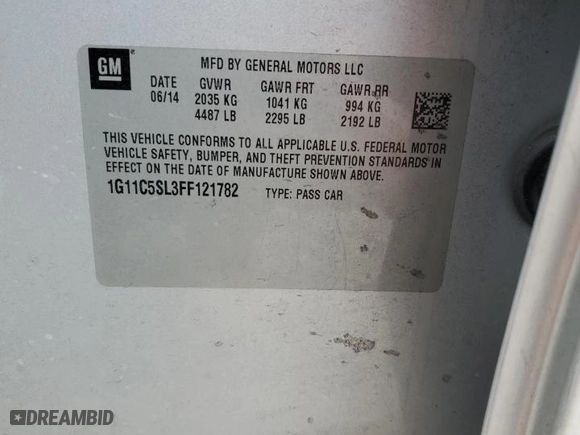 GM
MFD BY GENERAL MOTORS LLC
DATE GVWR GAWR FRT GAWR RR
06/14 2035 KG 1041 KG 994 KG
4487 LB 2295 LB 2192 LB
THIS VEHICLE CONFORMS TO ALL APPLICABLE U.S. FEDERAL MOTOR
VEHICLE SAFETY, BUMPER, AND THEFT PREVENTION STANDARDS IN
EFFECT ON THE DATE OF MANUFACTURE SHOWN ABOVE.
1G11C5SL3FF121782 TYPE: PASS CAR
DREAMBID